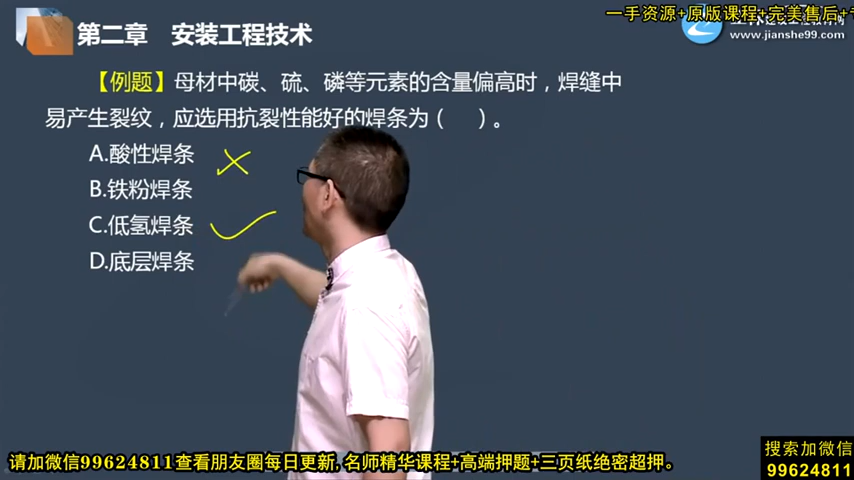 一手资源+原版课程+完美售后+
www.jianshe99.com
第二章 安装工程技术
【例题】母材中碳、硫、磷等元素的含量偏高时，焊缝中
易产生裂纹，应选用抗裂性能好的焊条为（ ）。
A.酸性焊条
B.铁粉焊条
C.低氢焊条
D.底层焊条
搜索加微信
99624811
请加微信99624811查看朋友圈每日更新,名师精华课程+高端押题+三页纸绝密超押。